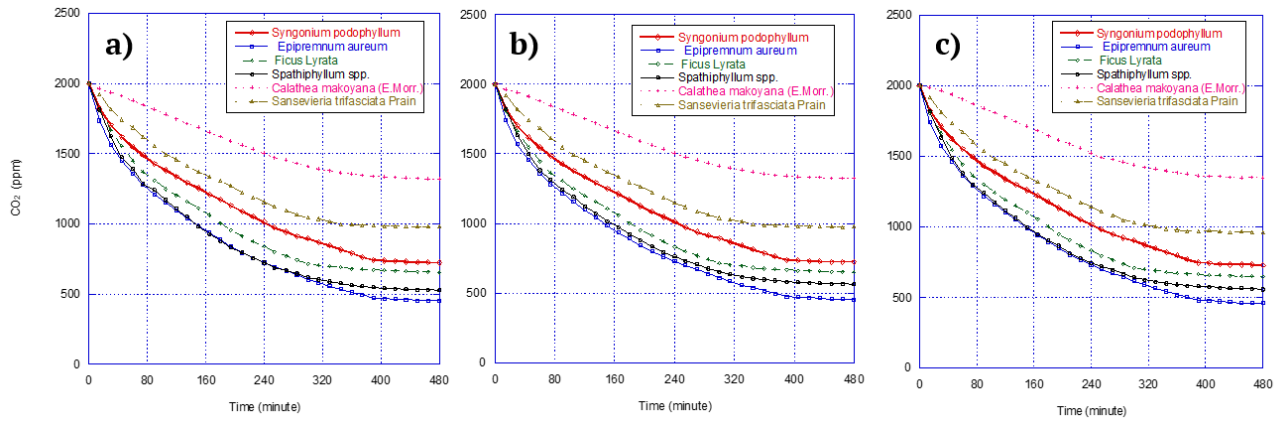 a)
Syngonium podophyllum
Epipremnum aureum
Ficus Lyrata
Spathiphyllum spp.
Calathea makoyana (E.Morr.)
Sansevieria trifasciata Prain
2000
1500
1000
500
0
CO₂ (ppm)
0 80 160 240 320 400 480
Time (minute)
b)
Syngonium podophyllum
Epipremnum aureum
Ficus Lyrata
Spathiphyllum spp.
Calathea makoyana (E.Morr.)
Sansevieria trifasciata Prain
2000
1500
1000
500
0
0 80 160 240 320 400 480
Time (minute)
c)
Syngonium podophyllum
Epipremnum aureum
Ficus Lyrata
Spathiphyllum spp.
Calathea makoyana (E.Morr.)
Sansevieria trifasciata Prain
2000
1500
1000
500
0
0 80 160 240 320 400 480
Time (minute)